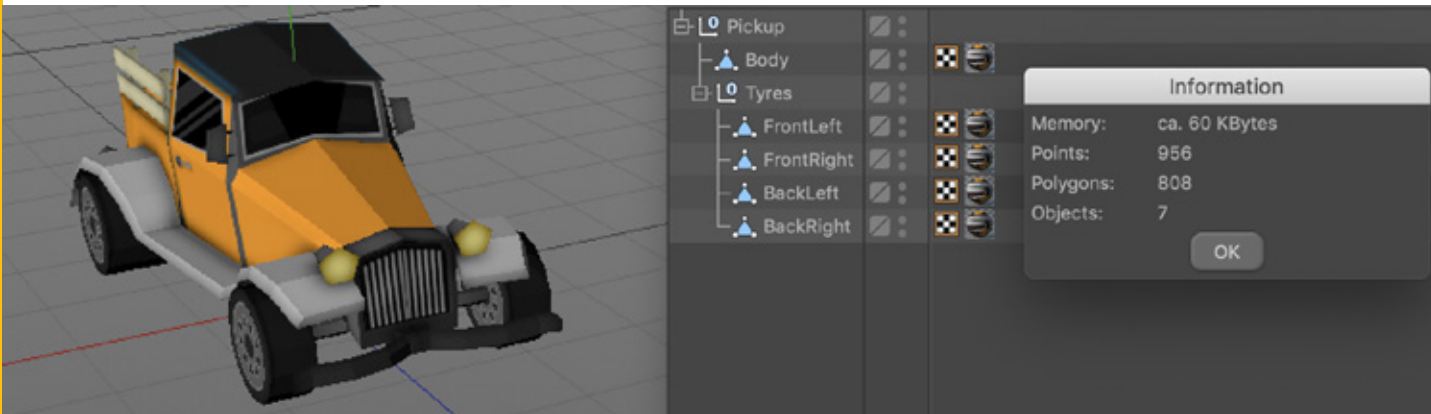 Pickup
Body
Tyres
FrontLeft
FrontRight
BackLeft
BackRight
Information
Memory: ca. 60 KBytes
Points: 956
Polygons: 808
Objects: 7
OK